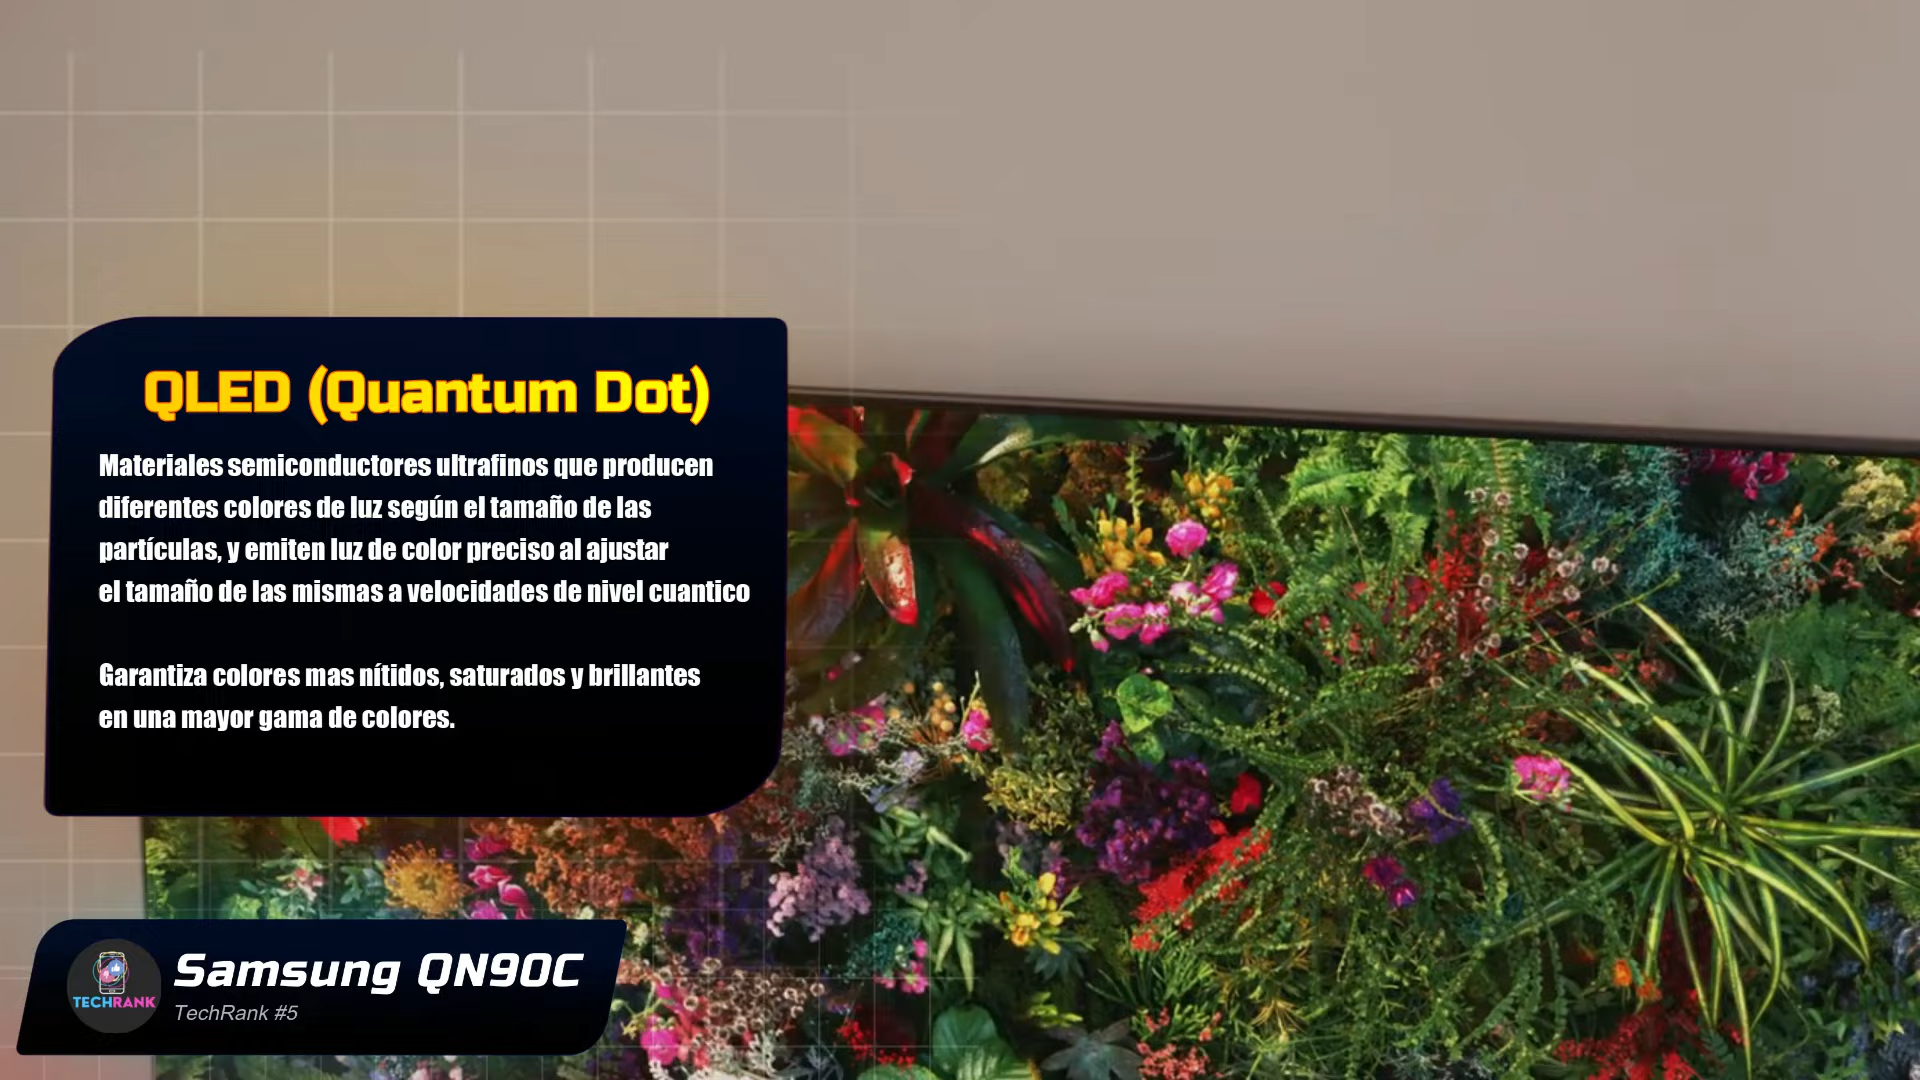 QLED (Quantum Dot)
Materiales semiconductores ultrafinos que producen
diferentes colores de luz según el tamaño de las
partículas, y emiten luz de color preciso al ajustar
el tamaño de las mismas a velocidades de nivel cuantico
Garantiza colores mas nítidos, saturados y brillantes
en una mayor gama de colores.
TECHRANK
Samsung QN90C
TechRank #5